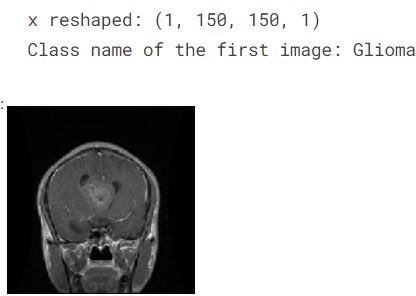 x reshaped: (1, 150, 150, 1)
Class name of the first image: Glioma
: